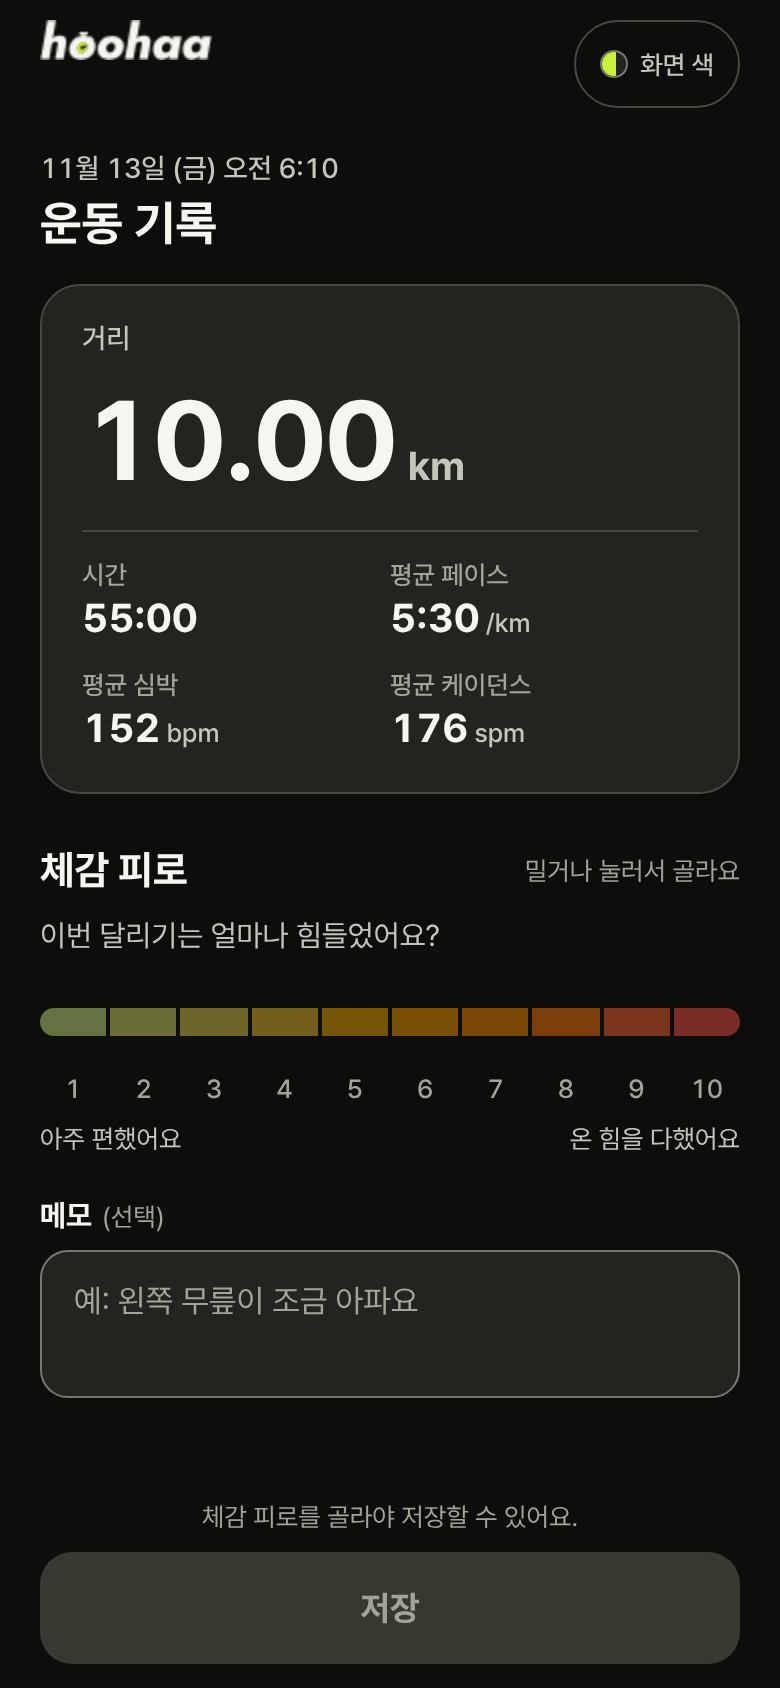 hoohaa
화면 색
11월 13일 (금) 오전 6:10
운동 기록
거리
10.00 km
시간
평균 페이스
55:00
5:30 /km
평균 심박
평균 케이던스
152 bpm
176 spm
체감 피로
밀거나 눌러서 골라요
이번 달리기는 얼마나 힘들었어요?
1 2 3 4 5 6 7 8 9 10
아주 편했어요
온 힘을 다했어요
메모 (선택)
예: 왼쪽 무릎이 조금 아파요
체감 피로를 골라야 저장할 수 있어요.
저장